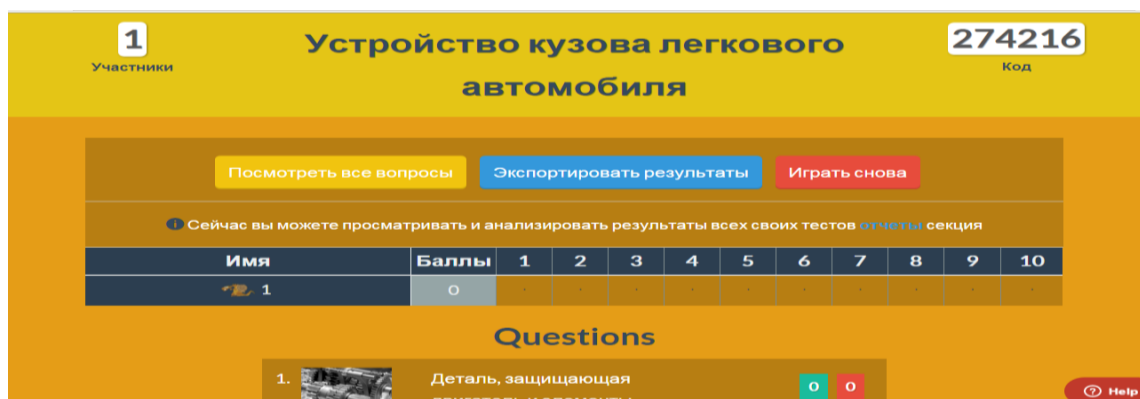 1
Участники
Устройство кузова легкового
автомобиля
274216
Код
Посмотреть все вопросы
Экспортировать результаты
Играть снова
Сейчас вы можете просматривать и анализировать результаты всех своих тестов отчеты секция
Имя Баллы 1 2 3 4 5 6 7 8 9 10
1 0
Questions
1. Деталь, защищающая 0 0
Help